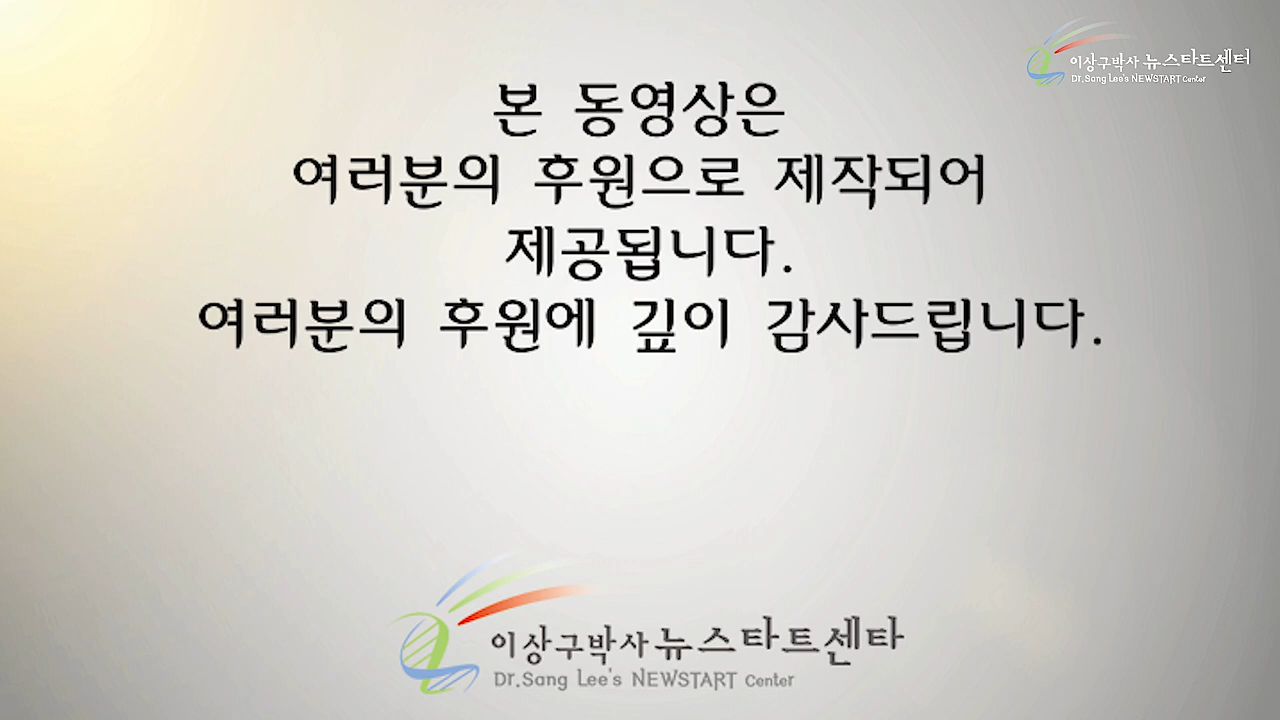 이상구박사 뉴스타트센터
Dr.Sang Lee's NEWSTART Center
본 동영상은
여러분의 후원으로 제작되어
제공됩니다.
여러분의 후원에 깊이 감사드립니다.
이상구박사 뉴스타트센타
Dr.Sang Lee's NEWSTART Center